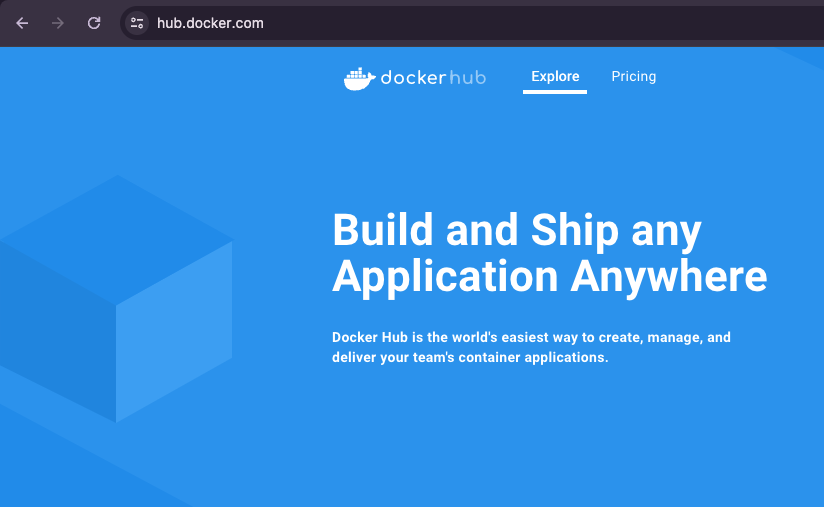 hub.docker.com
dockerhub
Explore
Pricing
Build and Ship any
Application Anywhere
Docker Hub is the world's easiest way to create, manage, and
deliver your team's container applications.